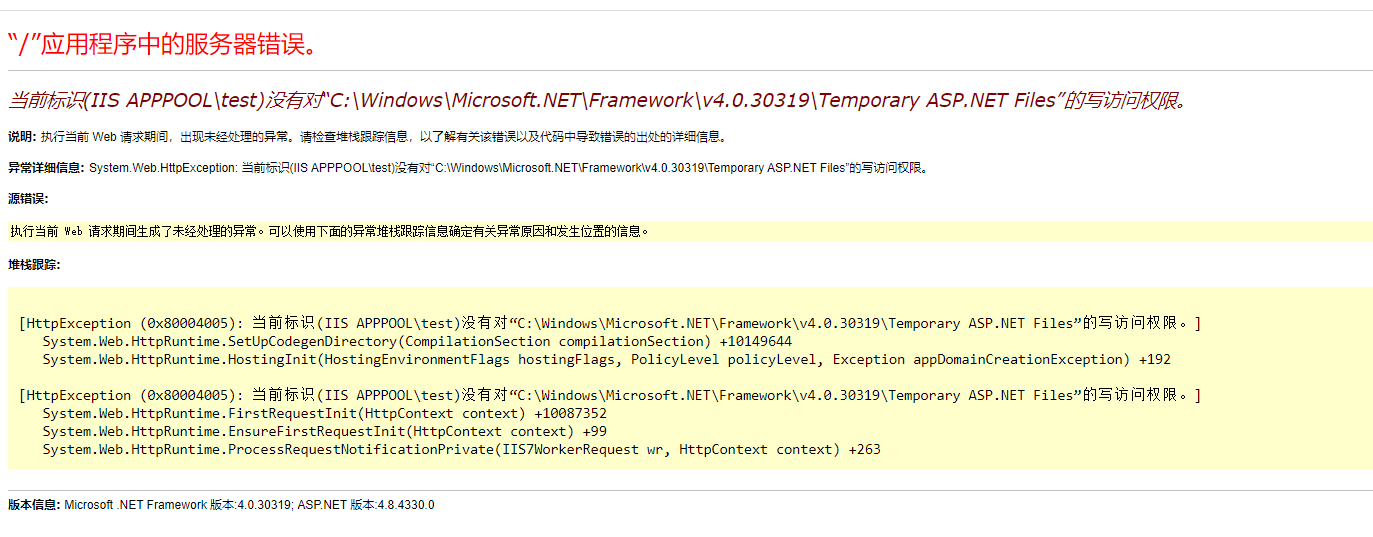 “/”应用程序中的服务器错误。
当前标识(IIS APPPOOL\test)没有对“C:\Windows\Microsoft.NET\Framework\v4.0.30319\Temporary ASP.NET Files”的写访问权限。
说明: 执行当前 Web 请求期间，出现未经处理的异常。请检查堆栈跟踪信息，以了解有关该错误以及代码中导致错误的出处的详细信息。
异常详细信息: System.Web.HttpException: 当前标识(IIS APPPOOL\test)没有对“C:\Windows\Microsoft.NET\Framework\v4.0.30319\Temporary ASP.NET Files”的写访问权限。
源错误:
执行当前 Web 请求期间生成了未经处理的异常。可以使用下面的异常堆栈跟踪信息确定有关异常原因和发生位置的信息。
堆栈跟踪:
[HttpException (0x80004005): 当前标识(IIS APPPOOL\test)没有对“C:\Windows\Microsoft.NET\Framework\v4.0.30319\Temporary ASP.NET Files”的写访问权限。]
System.Web.HttpRuntime.SetUpCodegenDirectory(CompilationSection compilationSection) +10149644
System.Web.HttpRuntime.HostingInit(HostingEnvironmentFlags hostingFlags, PolicyLevel policyLevel, Exception appDomainCreationException) +192
[HttpException (0x80004005): 当前标识(IIS APPPOOL\test)没有对“C:\Windows\Microsoft.NET\Framework\v4.0.30319\Temporary ASP.NET Files”的写访问权限。]
System.Web.HttpRuntime.FirstRequestInit(HttpContext context) +10087352
System.Web.HttpRuntime.EnsureFirstRequestInit(HttpContext context) +99
System.Web.HttpRuntime.ProcessRequestNotificationPrivate(IIS7WorkerRequest wr, HttpContext context) +263
版本信息: Microsoft .NET Framework 版本:4.0.30319; ASP.NET 版本:4.8.4330.0